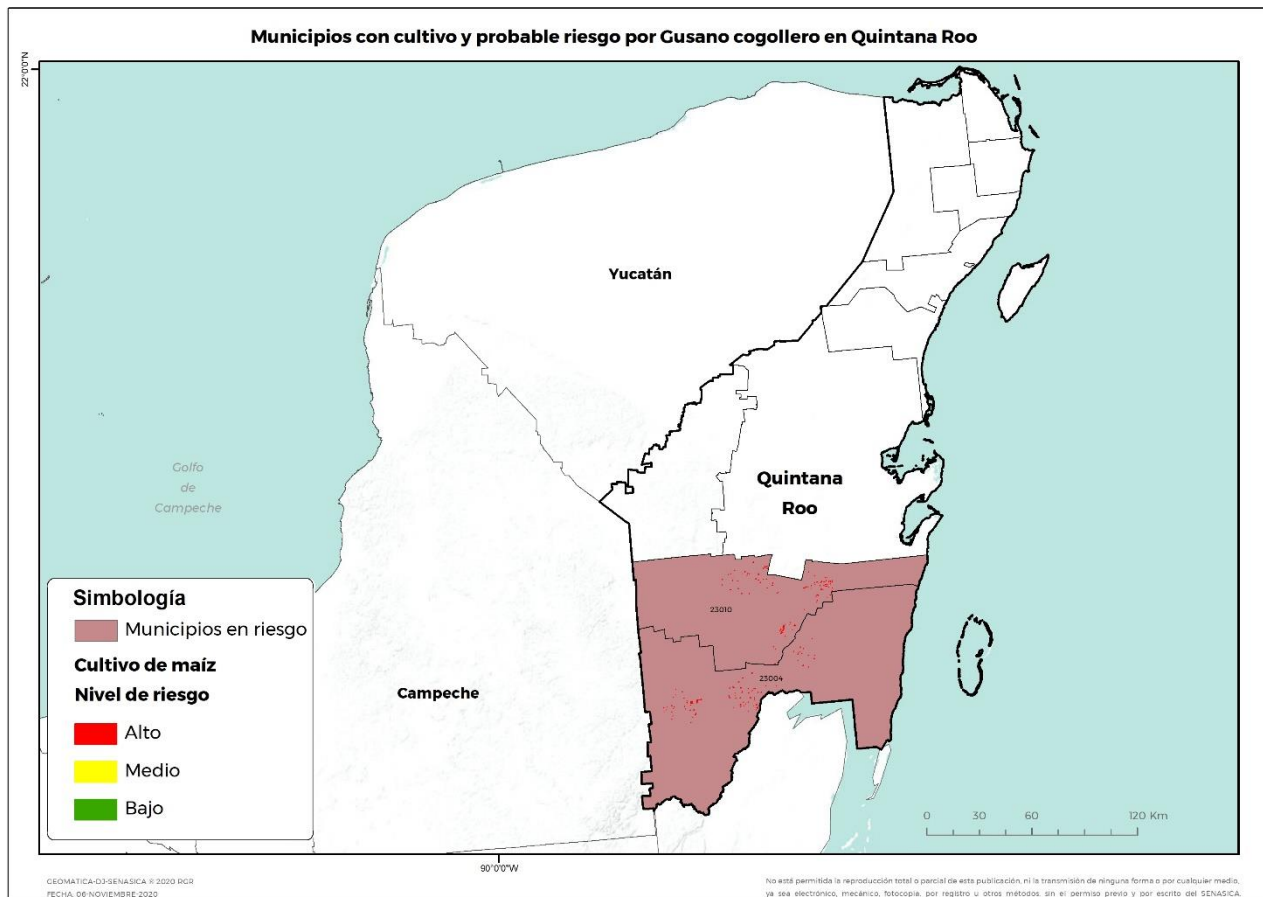 Municipios con cultivo y probable riesgo por Gusano cogollero en Quintana Roo
22°0'0"N
Yucatán
Quintana
Roo
Golfo
de
Campeche
23010
23004
Campeche
Simbología
Municipios en riesgo
Cultivo de maíz
Nivel de riesgo
Alto
Medio
Bajo
0 30 60 120 Km
90°0'0"W
GEOMATICA-DJ-SENASICA ® 2020 RGR
FECHA: 06-NOVIEMBRE-2020
No está permitida la reproducción total o parcial de esta publicación, ni la transmisión de ninguna forma o por cualquier medio,
ya sea electrónico, mecánico, fotocopia, por registro u otros métodos, sin el permiso previo y por escrito del SENASICA.